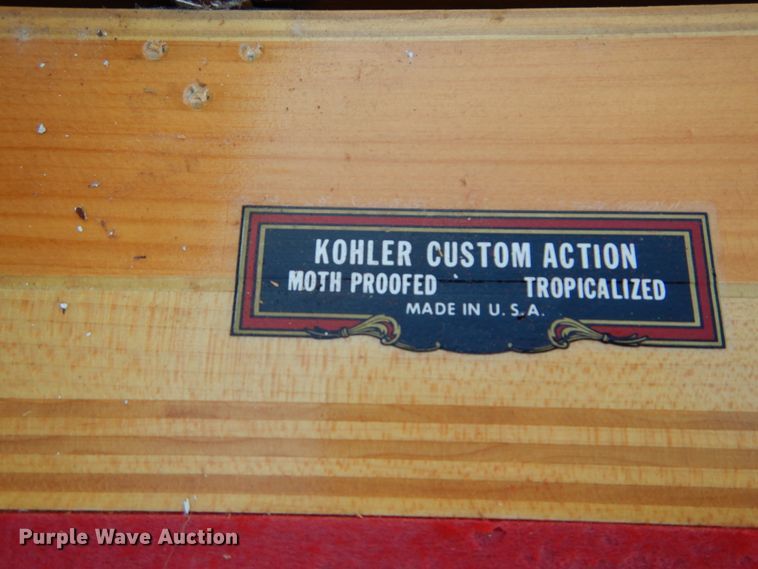 KOHLER CUSTOM ACTION
MOTH PROOFED TROPICALIZED
MADE IN U.S.A.
Purple Wave Auction